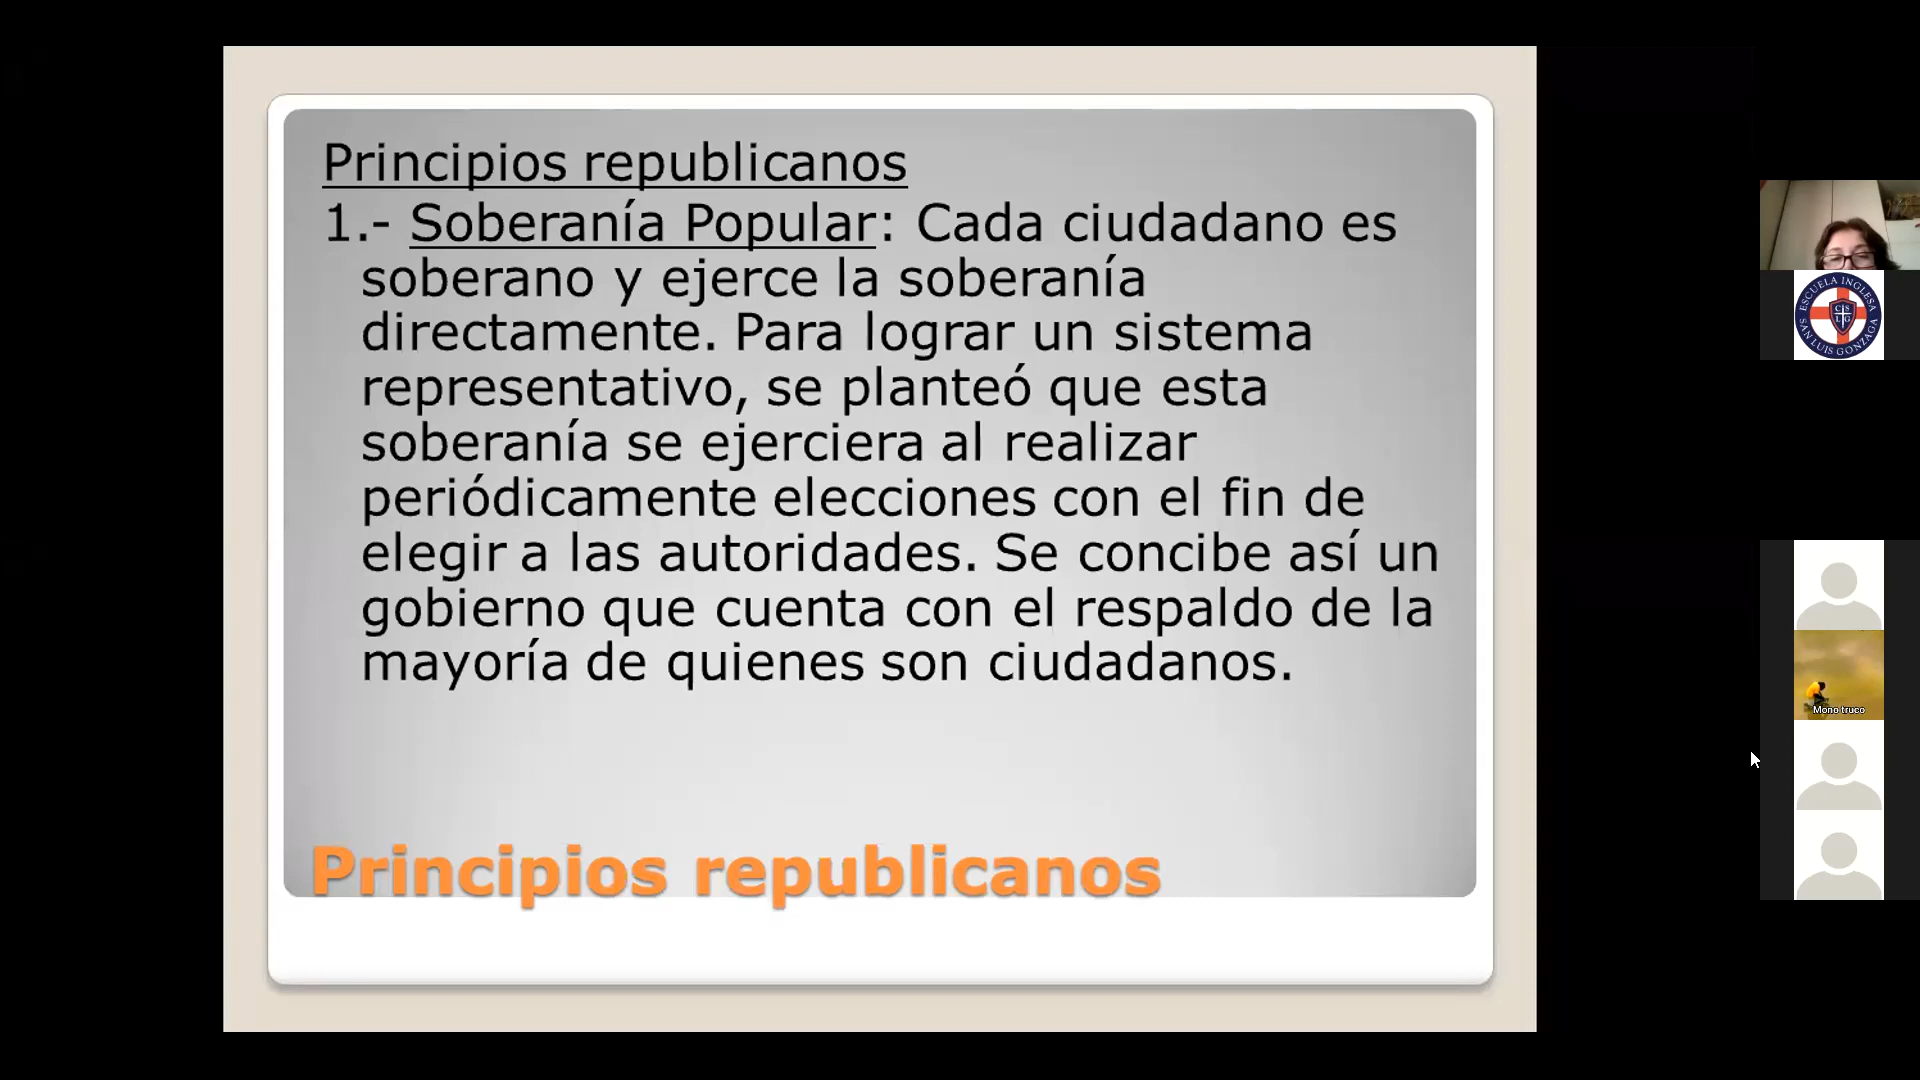 Principios republicanos
1.- Soberanía Popular: Cada ciudadano es
soberano y ejerce la soberanía
directamente. Para lograr un sistema
representativo, se planteó que esta
soberanía se ejerciera al realizar
periódicamente elecciones con el fin de
elegir a las autoridades. Se concibe así un
gobierno que cuenta con el respaldo de la
mayoría de quienes son ciudadanos.
Principios republicanos
ESCUELA INGLESA
SAN LUIS GONZAGA
Mono truco